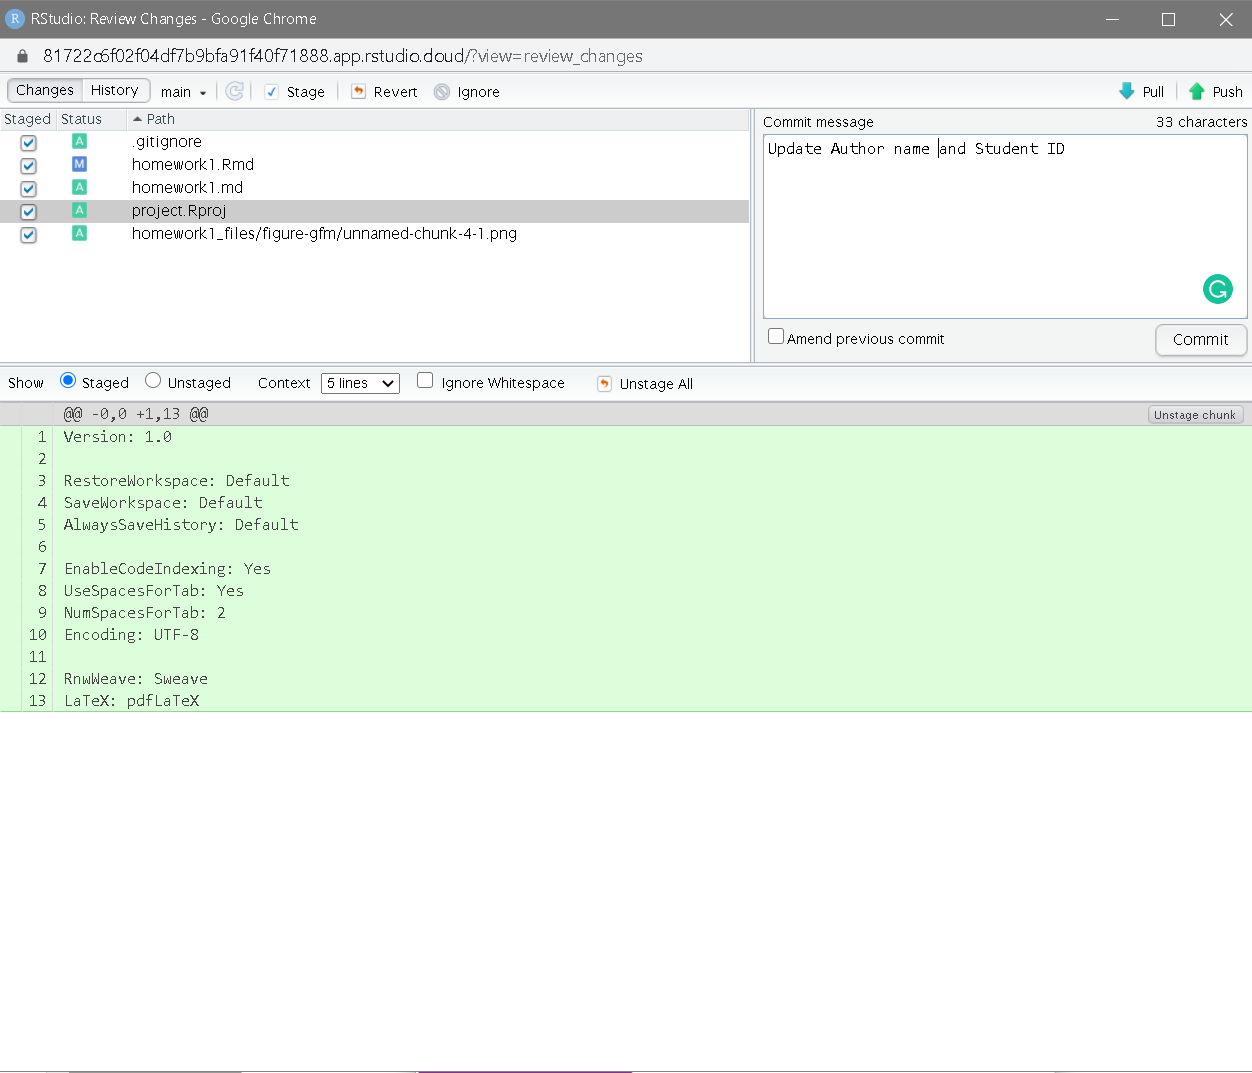 RStudio: Review Changes - Google Chrome
81722c6f02f04df7b9bfa91f40f71888.app.rstudio.cloud/?view=review_changes
Changes History main Stage Revert Ignore Pull Push
Staged Status Path
A .gitignore
M homework1.Rmd
A homework1.md
A project.Rproj
A homework1_files/figure-gfm/unnamed-chunk-4-1.png
Commit message 33 characters
Update Author name and Student ID
Amend previous commit Commit
Show Staged Unstaged Context 5 lines Ignore Whitespace Unstage All
@@ -0,0 +1,13 @@ Unstage chunk
1 Version: 1.0
2
3 RestoreWorkspace: Default
4 SaveWorkspace: Default
5 AlwaysSaveHistory: Default
6
7 EnableCodeIndexing: Yes
8 UseSpacesForTab: Yes
9 NumSpacesForTab: 2
10 Encoding: UTF-8
11
12 RnwWeave: Sweave
13 LaTeX: pdfLaTeX